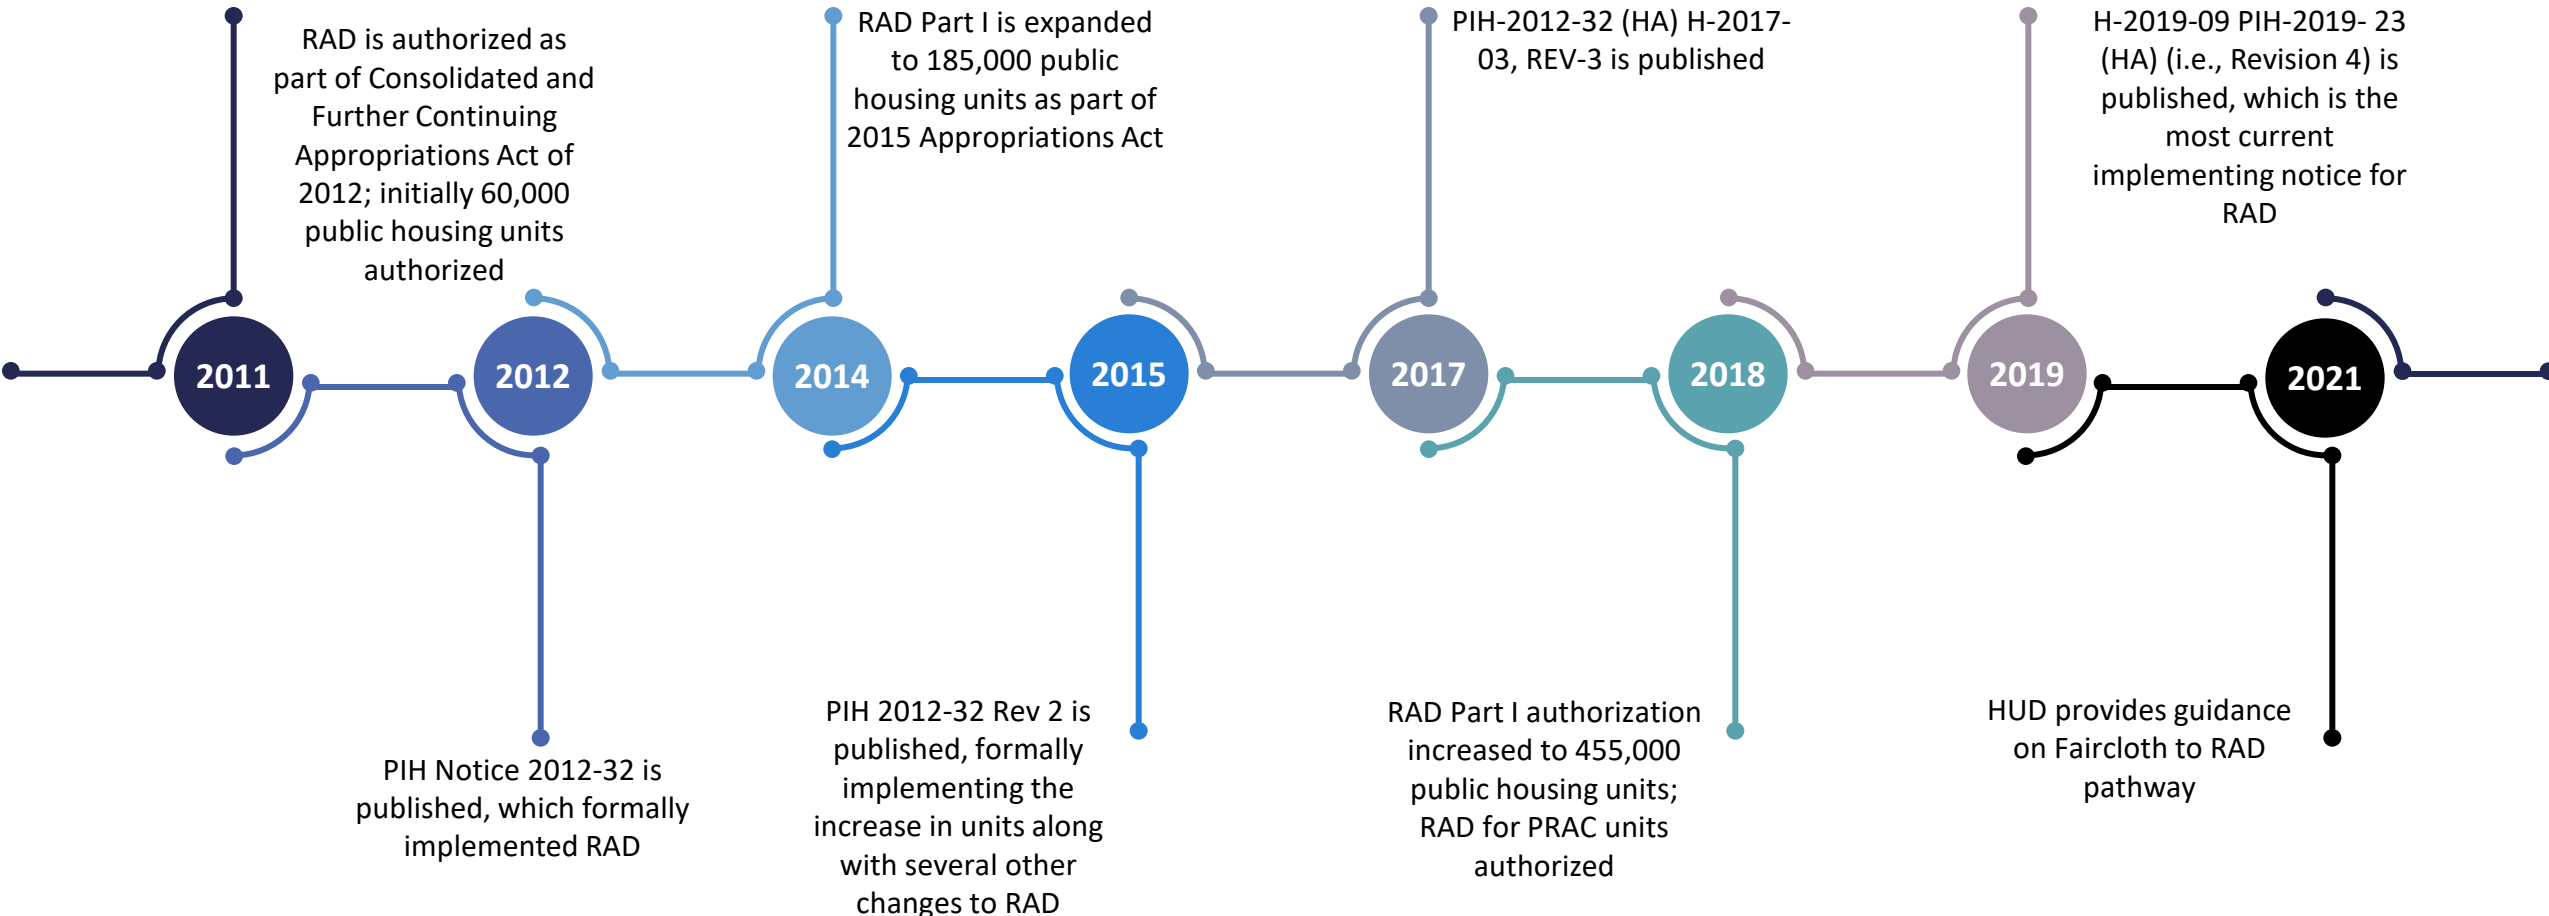 RAD is authorized as
part of Consolidated and
Further Continuing
Appropriations Act of
2012; initially 60,000
public housing units
authorized
RAD Part I is expanded
to 185,000 public
housing units as part of
2015 Appropriations Act
PIH-2012-32 (HA) H-2017-
03, REV-3 is published
H-2019-09 PIH-2019- 23
(HA) (i.e., Revision 4) is
published, which is the
most current
implementing notice for
RAD
2011
2012
2014
2015
2017
2018
2019
2021
PIH Notice 2012-32 is
published, which formally
implemented RAD
PIH 2012-32 Rev 2 is
published, formally
implementing the
increase in units along
with several other
changes to RAD
RAD Part I authorization
increased to 455,000
public housing units;
RAD for PRAC units
authorized
HUD provides guidance
on Faircloth to RAD
pathway